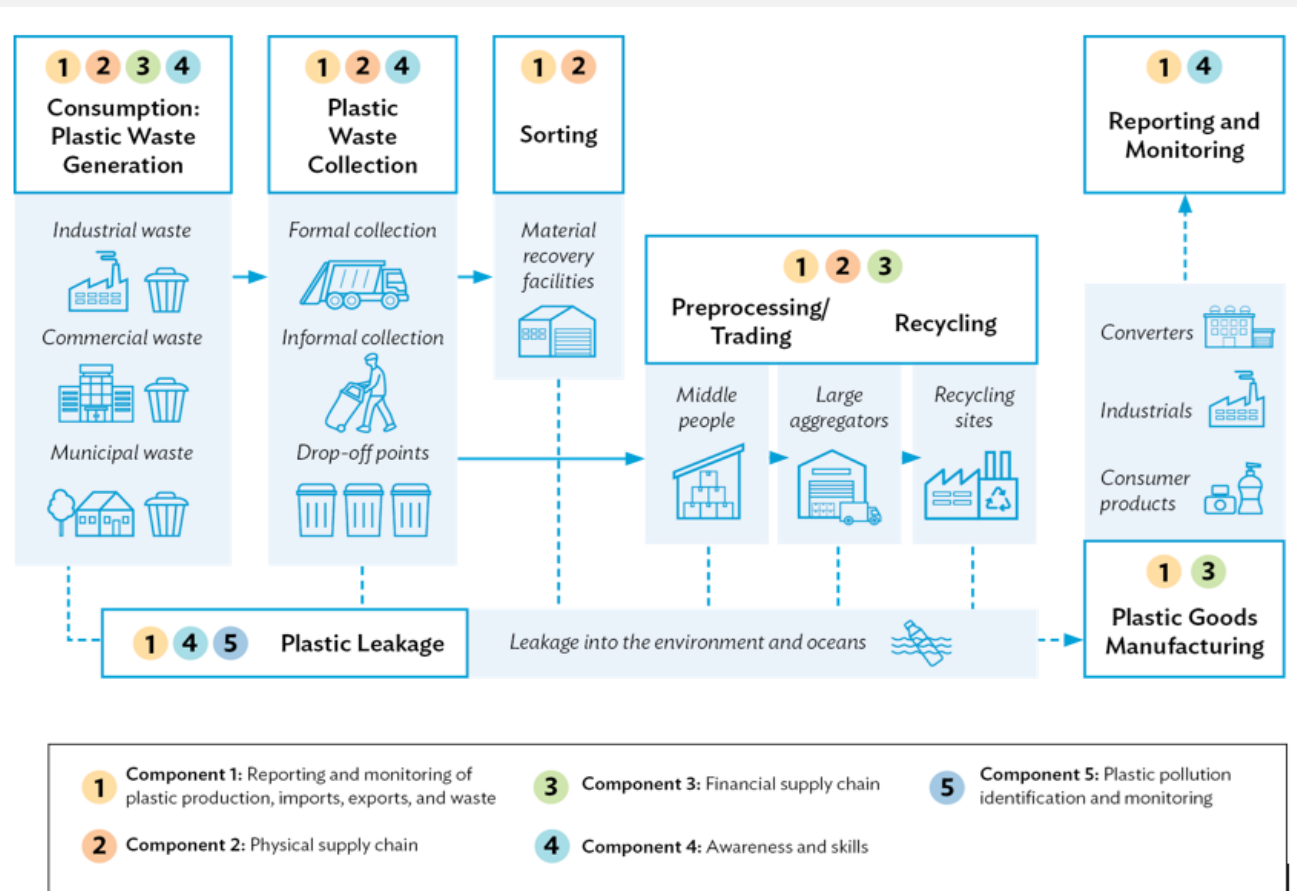 1 2 3 4
Consumption:
Plastic Waste
Generation
Industrial waste
Commercial waste
Municipal waste
1 2 4
Plastic
Waste
Collection
Formal collection
Informal collection
Drop-off points
1 2
Sorting
Material
recovery
facilities
1 2 3
Preprocessing/
Trading
Recycling
Middle
people
Large
aggregators
Recycling
sites
1 4
Reporting and
Monitoring
Converters
Industrials
Consumer
products
1 3
Plastic Goods
Manufacturing
1 4 5
Plastic Leakage
Leakage into the environment and oceans
1
Component 1: Reporting and monitoring of
plastic production, imports, exports, and waste
2
Component 2: Physical supply chain
3
Component 3: Financial supply chain
4
Component 4: Awareness and skills
5
Component 5: Plastic pollution
identification and monitoring